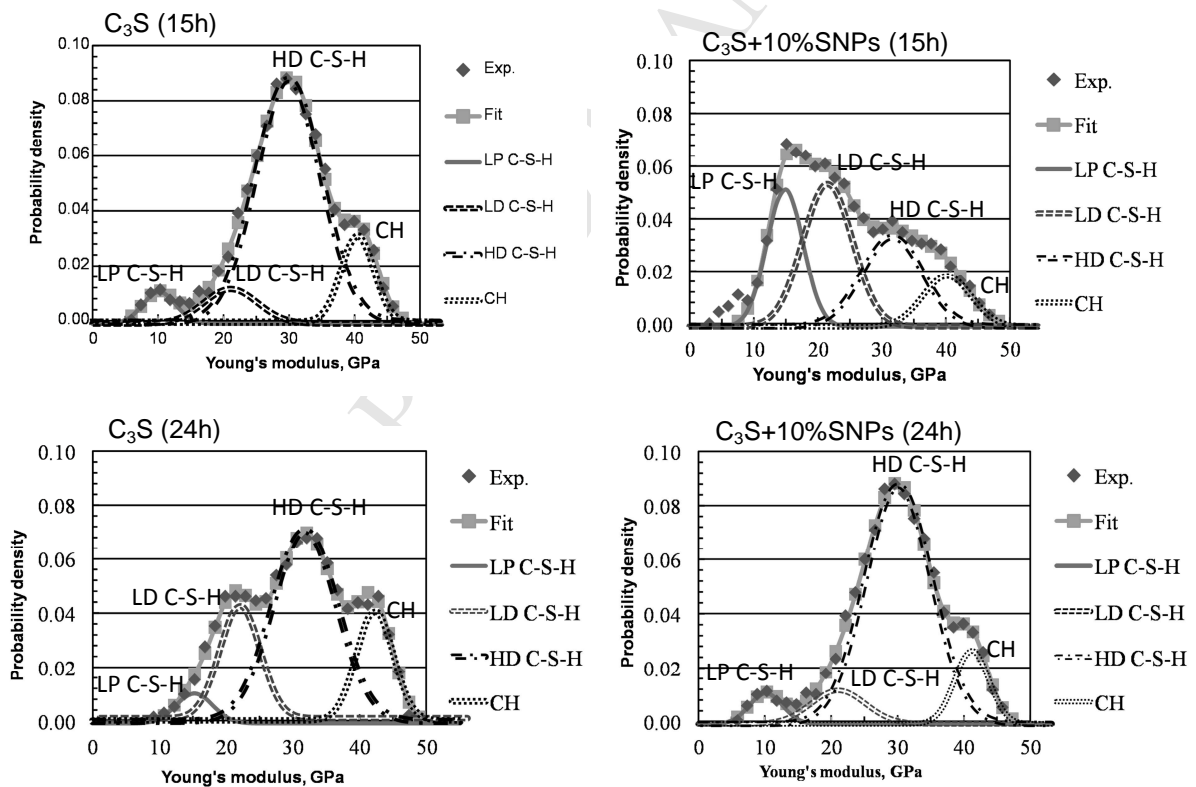 C₃S (15h)
0.10
0.08
0.06
0.04
0.02
0.00
Probability density
HD C-S-H
LP C-S-H
LD C-S-H
CH
0 10 20 30 40 50
Young's modulus, GPa
Exp.
Fit
LP C-S-H
LD C-S-H
HD C-S-H
CH
C₃S+10%SNPs (15h)
0.10
0.08
0.06
0.04
0.02
0.00
Probability density
LP C-S-H
LD C-S-H
HD C-S-H
CH
0 10 20 30 40 50
Young's modulus, GPa
Exp.
Fit
LP C-S-H
LD C-S-H
HD C-S-H
CH
C₃S (24h)
0.10
0.08
0.06
0.04
0.02
0.00
Probability density
HD C-S-H
LD C-S-H
LP C-S-H
CH
0 10 20 30 40 50
Young's modulus, GPa
Exp.
Fit
LP C-S-H
LD C-S-H
HD C-S-H
CH
C₃S+10%SNPs (24h)
0.10
0.08
0.06
0.04
0.02
0.00
Probability density
HD C-S-H
LP C-S-H
LD C-S-H
CH
0 10 20 30 40 50
Young's modulus, GPa
Exp.
Fit
LP C-S-H
LD C-S-H
HD C-S-H
CH